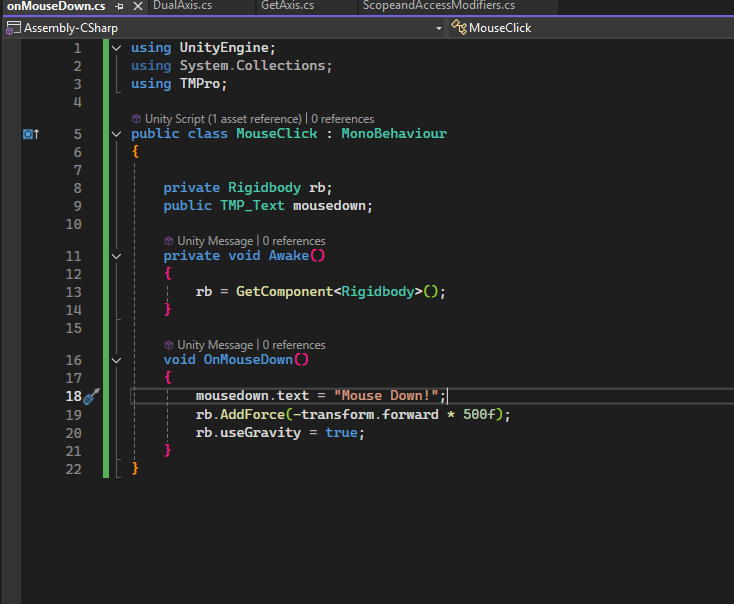 onMouseDown.cs
DualAxis.cs
GetAxis.cs
ScopeandAccessModifiers.cs
Assembly-CSharp
MouseClick
1 using UnityEngine;
2 using System.Collections;
3 using TMPro;
4
Unity Script (1 asset reference) | 0 references
5 public class MouseClick : MonoBehaviour
6 {
7
8 private Rigidbody rb;
9 public TMP_Text mousedown;
10
Unity Message | 0 references
11 private void Awake()
12 {
13 rb = GetComponent<Rigidbody>();
14 }
15
Unity Message | 0 references
16 void OnMouseDown()
17 {
18 mousedown.text = "Mouse Down!";
19 rb.AddForce(-transform.forward * 500f);
20 rb.useGravity = true;
21 }
22 }